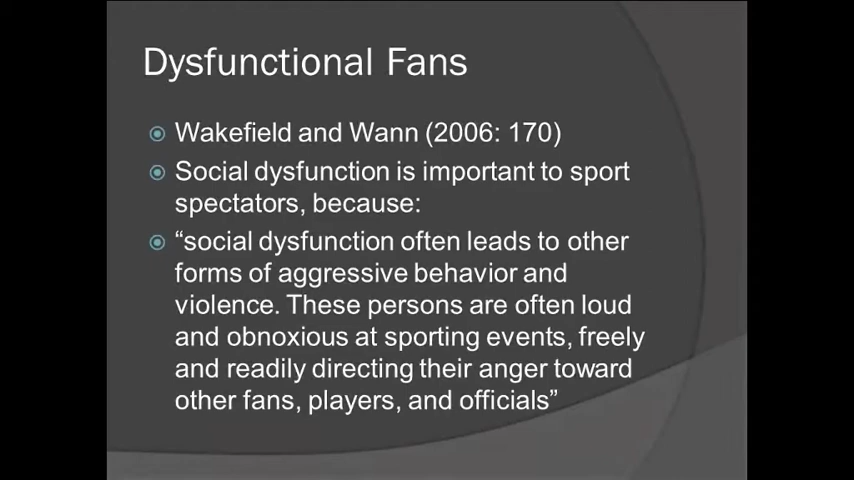 Dysfunctional Fans
Wakefield and Wann (2006: 170)
Social dysfunction is important to sport
spectators, because:
“social dysfunction often leads to other
forms of aggressive behavior and
violence. These persons are often loud
and obnoxious at sporting events, freely
and readily directing their anger toward
other fans, players, and officials”